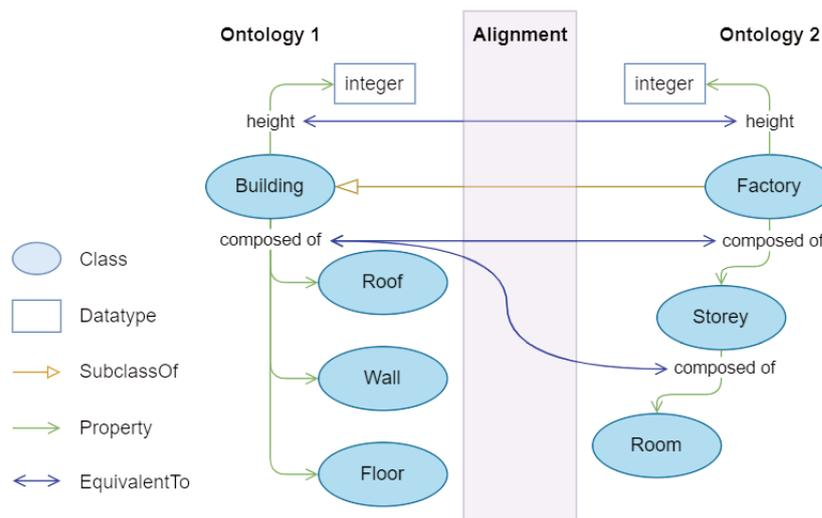 Ontology 1
Alignment
Ontology 2
integer
integer
height
height
Building
Factory
composed of
composed of
Class
Roof
Datatype
Storey
SubclassOf
Wall
composed of
Property
Room
Floor
EquivalentTo